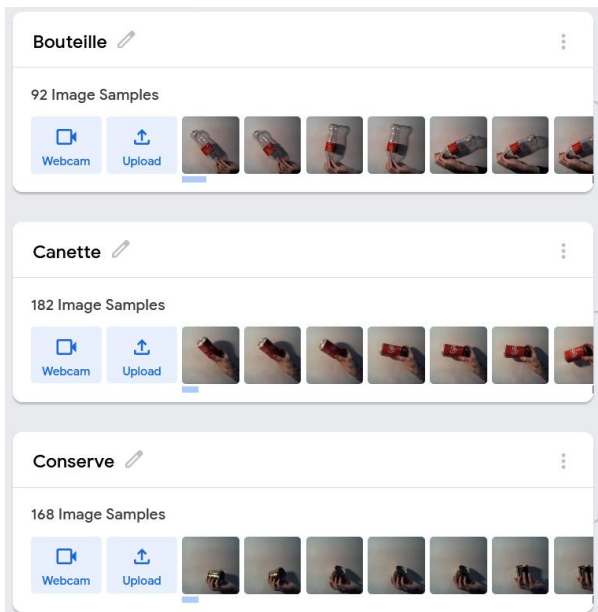 Bouteille
92 Image Samples
Webcam
Upload
Canette
182 Image Samples
Webcam
Upload
Conserve
168 Image Samples
Webcam
Upload